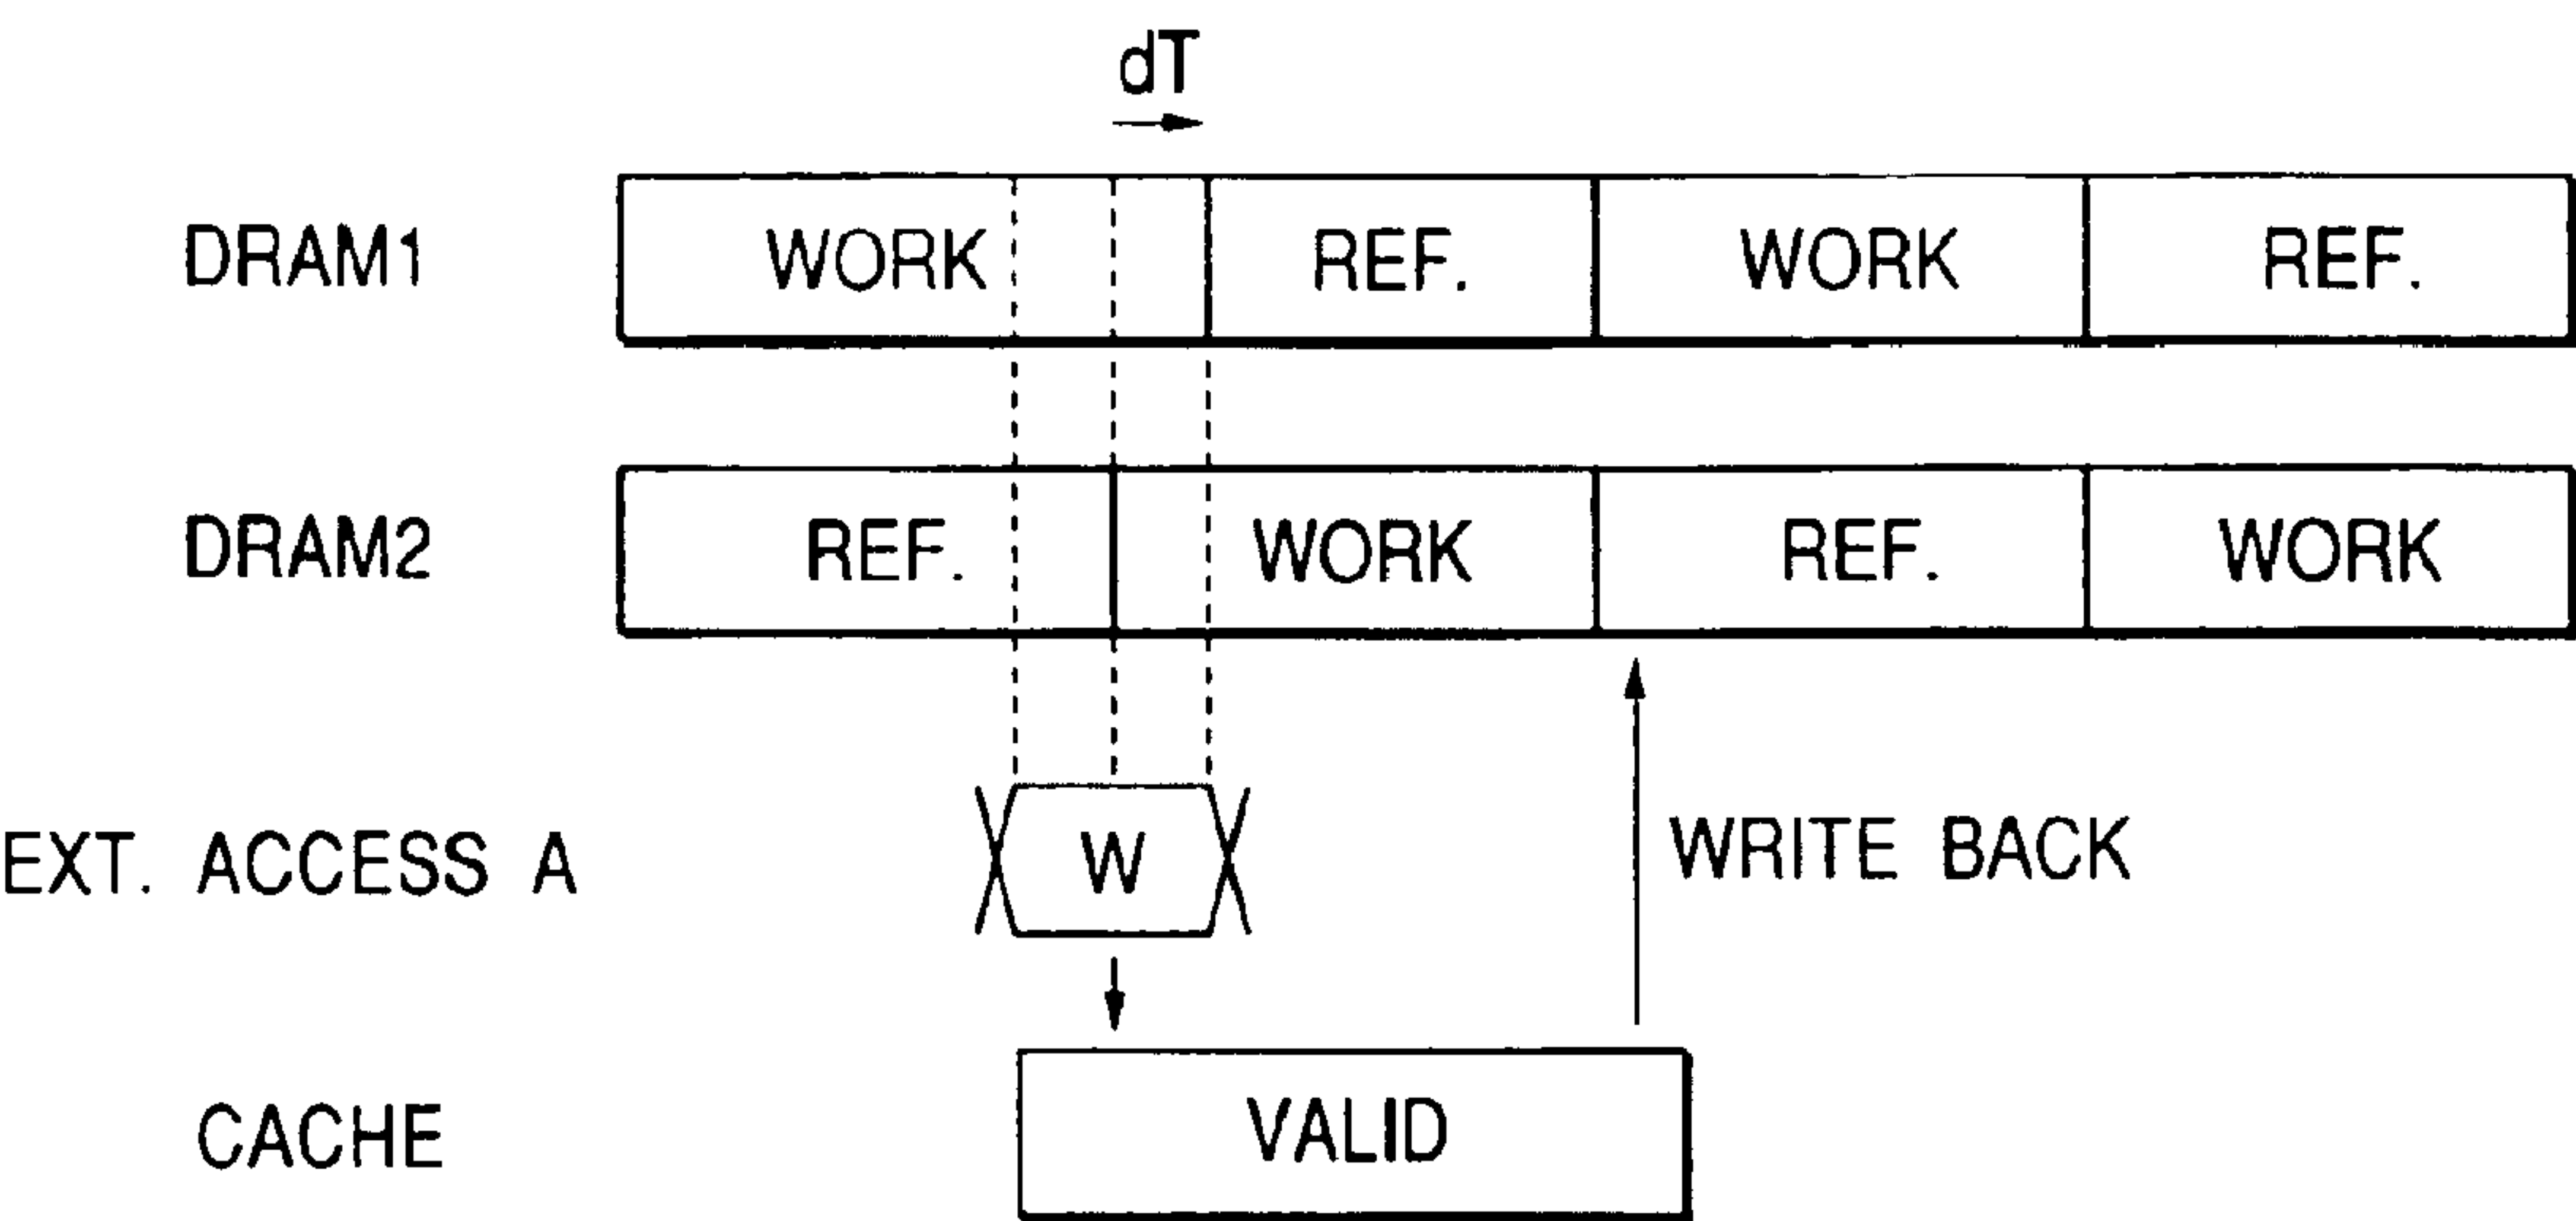 dT
DRAM1 WORK REF. WORK REF.
DRAM2 REF. WORK REF. WORK
EXT. ACCESS A W WRITE BACK
CACHE VALID